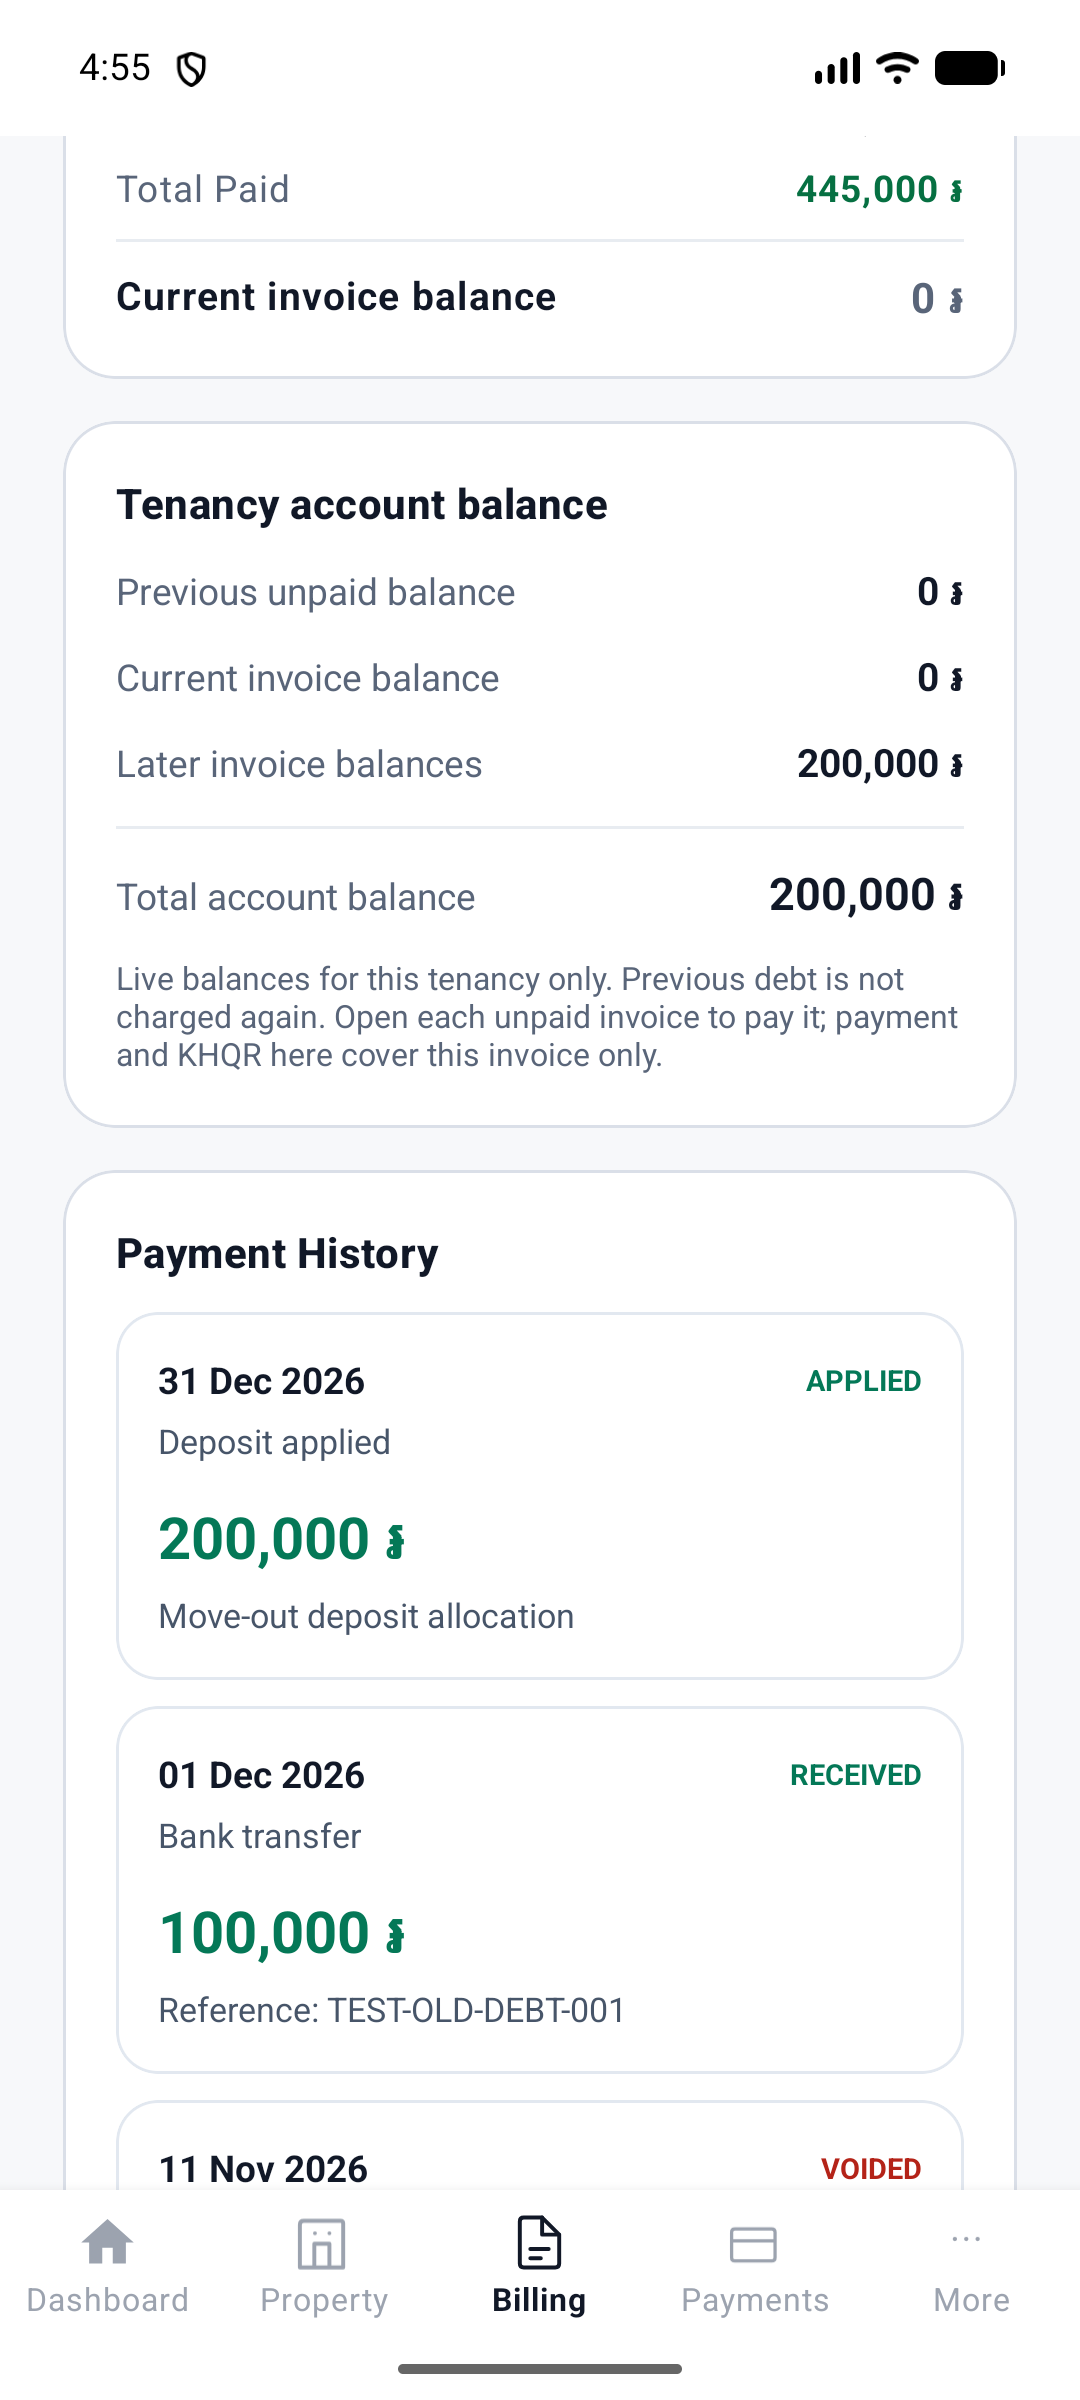 4:55
Total Paid 445,000 ៛
Current invoice balance 0 ៛
Tenancy account balance
Previous unpaid balance 0 ៛
Current invoice balance 0 ៛
Later invoice balances 200,000 ៛
Total account balance 200,000 ៛
Live balances for this tenancy only. Previous debt is not
charged again. Open each unpaid invoice to pay it; payment
and KHQR here cover this invoice only.
Payment History
31 Dec 2026 APPLIED
Deposit applied
200,000 ៛
Move-out deposit allocation
01 Dec 2026 RECEIVED
Bank transfer
100,000 ៛
Reference: TEST-OLD-DEBT-001
11 Nov 2026 VOIDED
Dashboard Property Billing Payments More